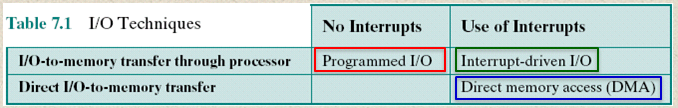 Table 7.1 I/O Techniques
No Interrupts Use of Interrupts
I/O-to-memory transfer through processor Programmed I/O Interrupt-driven I/O
Direct I/O-to-memory transfer Direct memory access (DMA)